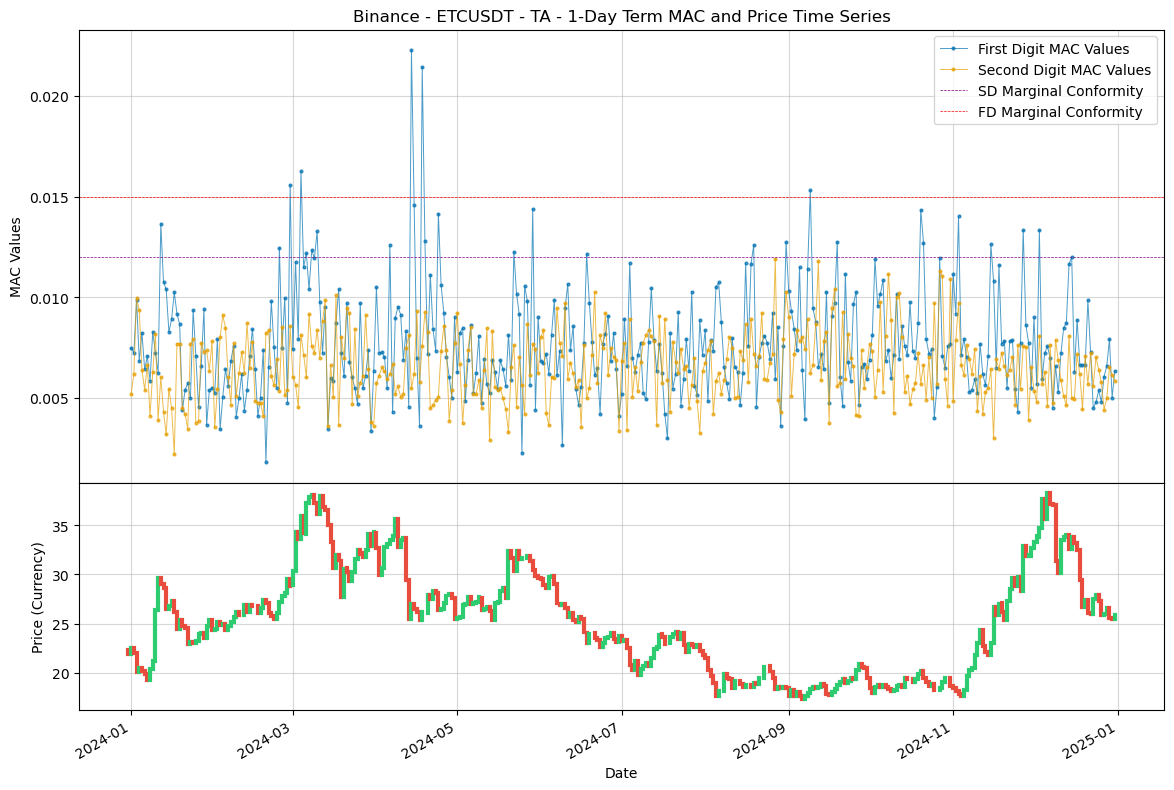 Binance - ETCUSDT - TA - 1-Day Term MAC and Price Time Series
First Digit MAC Values
Second Digit MAC Values
SD Marginal Conformity
FD Marginal Conformity
MAC Values
0.020
0.015
0.010
0.005
Price (Currency)
35
30
25
20
2024-01
2024-03
2024-05
2024-07
2024-09
2024-11
2025-01
Date